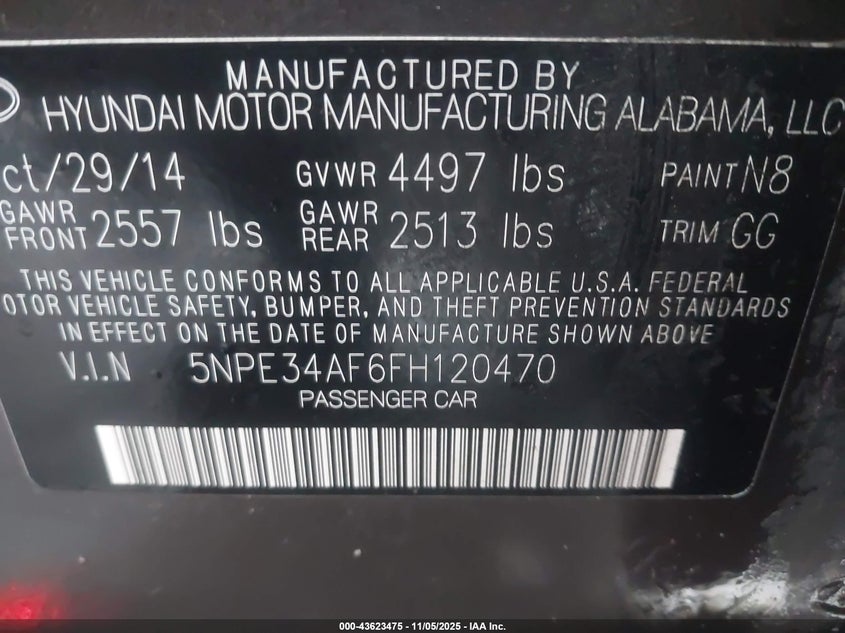 MANUFACTURED BY
HYUNDAI MOTOR MANUFACTURING ALABAMA, LLC
ct/29/14 GVWR 4497 lbs PAINT N8
GAWR FRONT 2557 lbs GAWR REAR 2513 lbs TRIM GG
THIS VEHICLE CONFORMS TO ALL APPLICABLE U.S.A. FEDERAL
OTOR VEHICLE SAFETY, BUMPER, AND THEFT PREVENTION STANDARDS
IN EFFECT ON THE DATE OF MANUFACTURE SHOWN ABOVE
V.I.N 5NPE34AF6FH120470
PASSENGER CAR
000-43623475 - 11/05/2025 - IAA Inc.